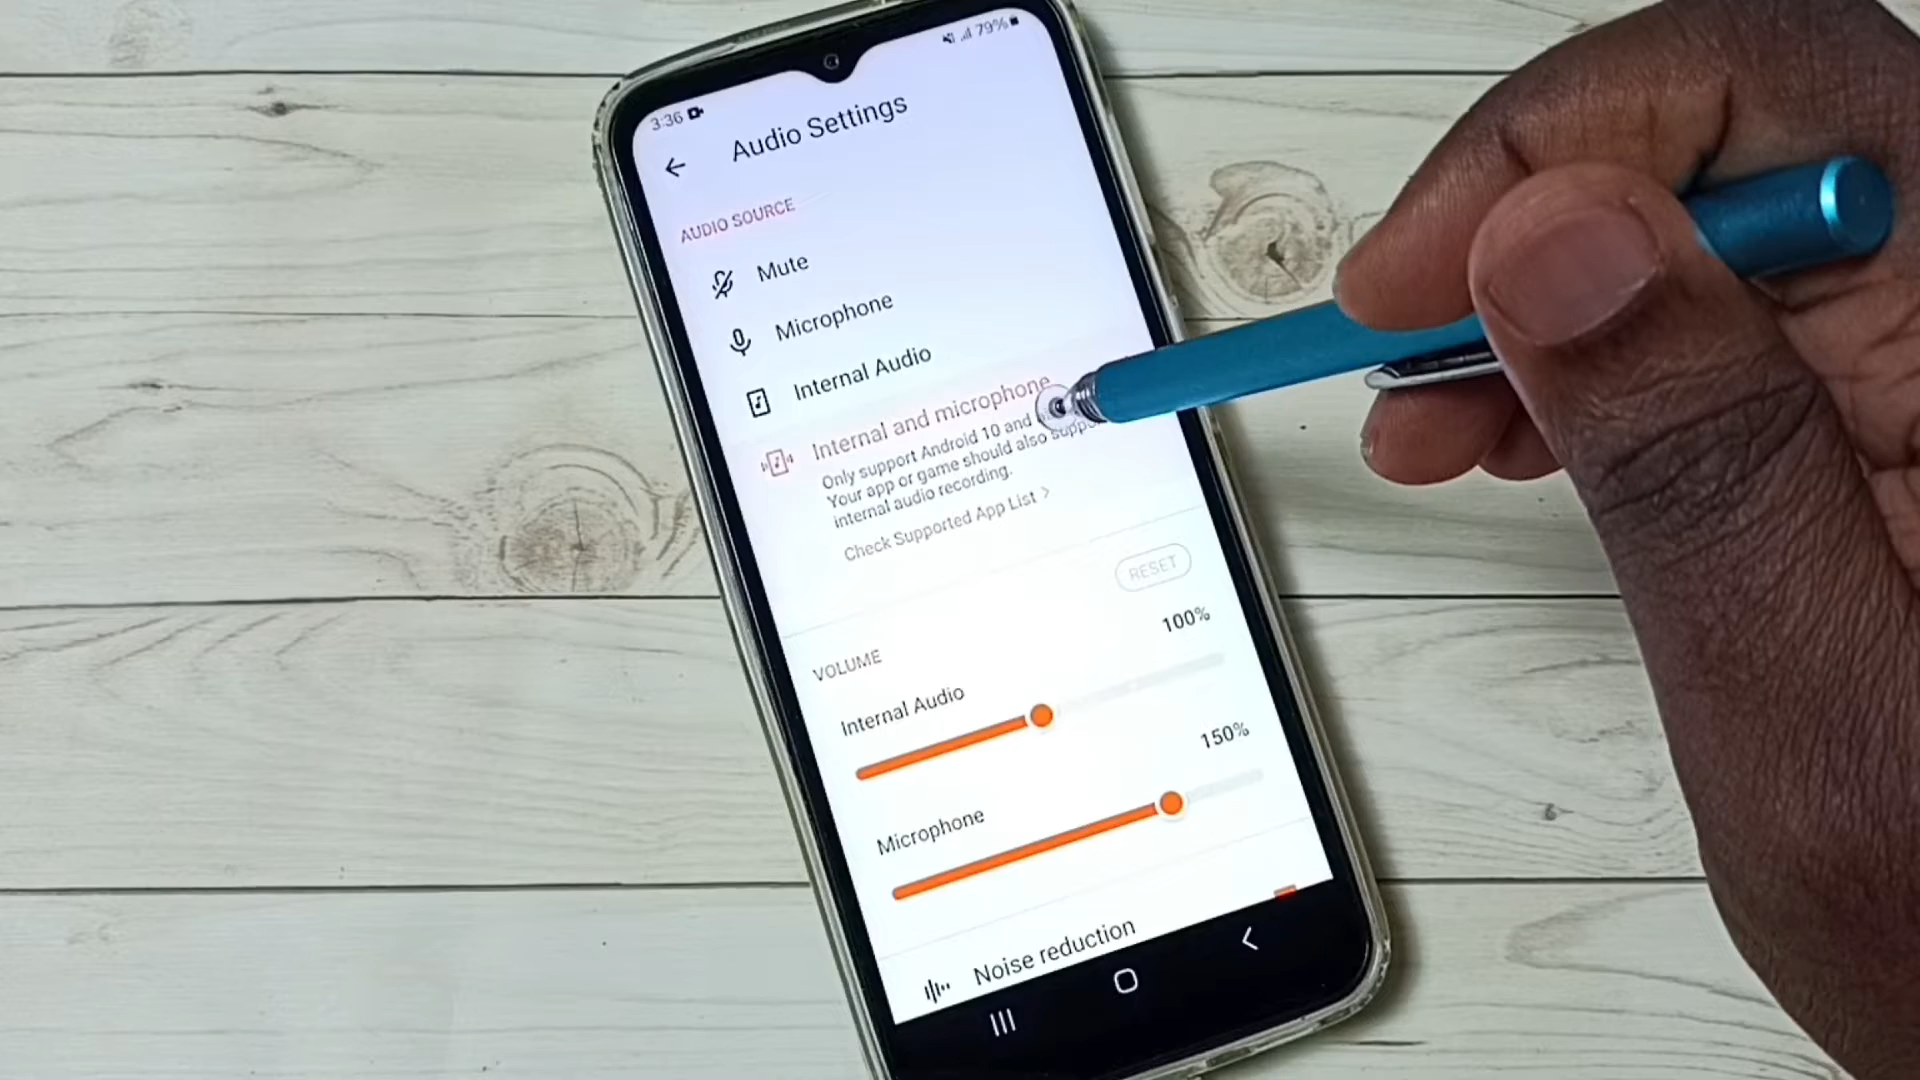 3:36
79%
Audio Settings
AUDIO SOURCE
Mute
Microphone
Internal Audio
Internal and microphone
Only support Android 10 and
Your app or game should also
internal audio recording.
Check Supported App List >
RESET
VOLUME
100%
Internal Audio
150%
Microphone
Noise reduction